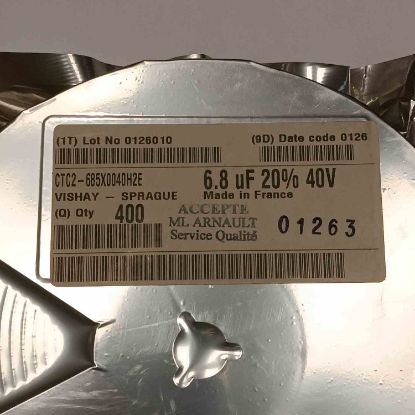 (1T) Lot No 0126010 (9D) Date code 0126
CTC2-685X0040H2E 6.8 uF 20% 40V
VISHAY - SPRAGUE Made in France
(Q) Qty 400 ACCEPTE
ML ARNAULT
Service Qualité
01263